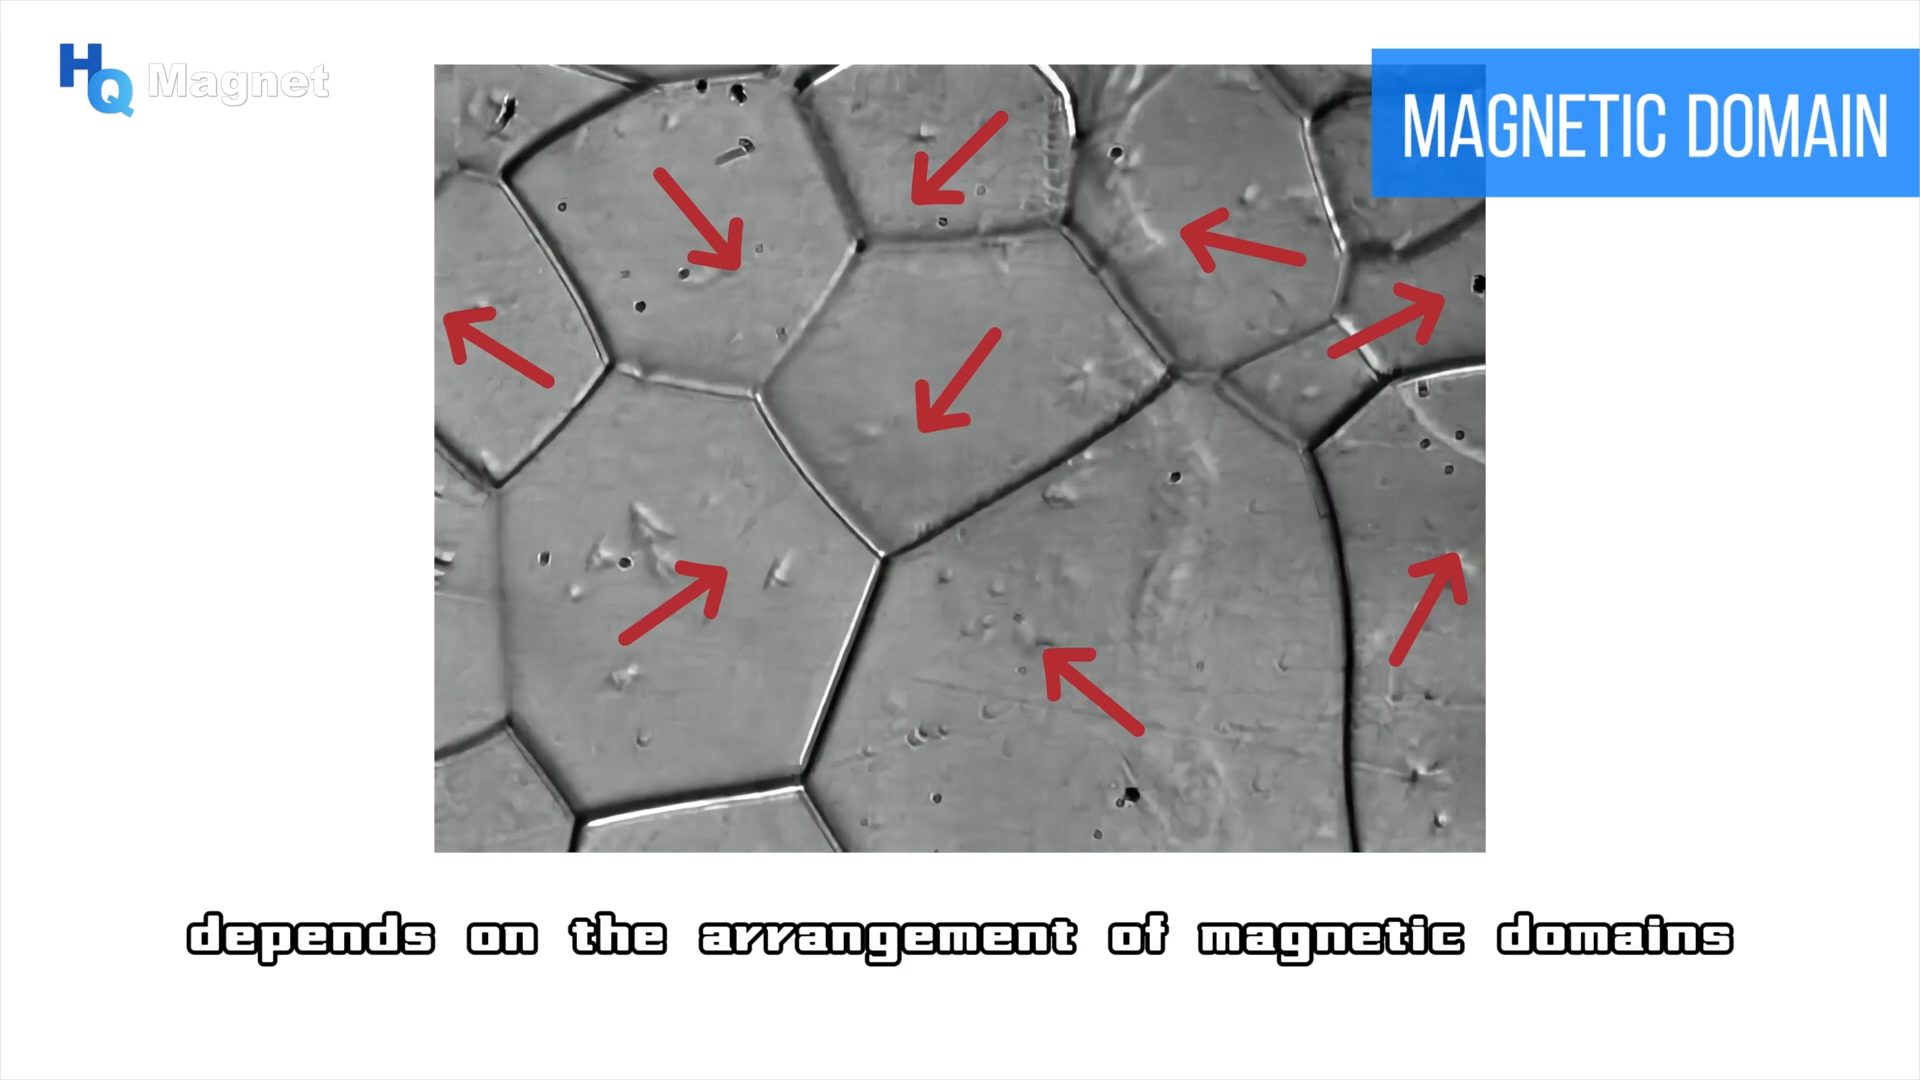 HQ Magnet
MAGNETIC DOMAIN
depends on the arrangement of magnetic domains